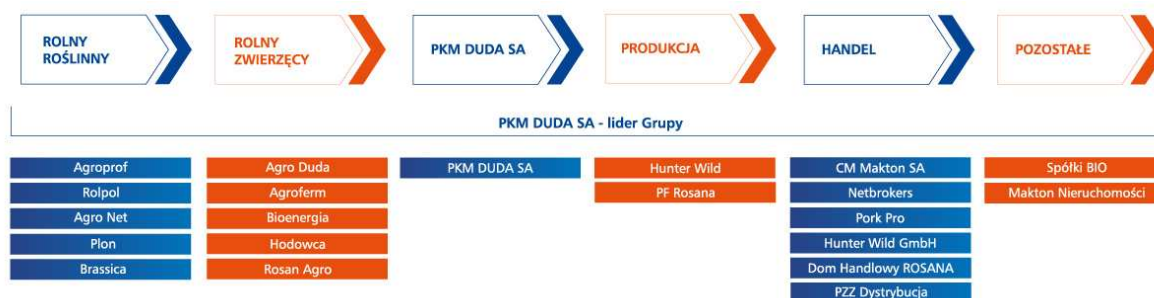 ROLNY
ROŚLINNY
ROLNY
ZWIERZĘCY
PKM DUDA SA
PRODUKCJA
HANDEL
POZOSTAŁE
PKM DUDA SA - lider Grupy
Agroprof
Rolpol
Agro Net
Plon
Brassica
Agro Duda
Agroferm
Bioenergia
Hodowca
Rosan Agro
PKM DUDA SA
Hunter Wild
PF Rosana
CM Makton SA
Netbrokers
Pork Pro
Hunter Wild GmbH
Dom Handlowy ROSANA
PZZ Dystrybucja
Spółki BIO
Makton Nieruchomości